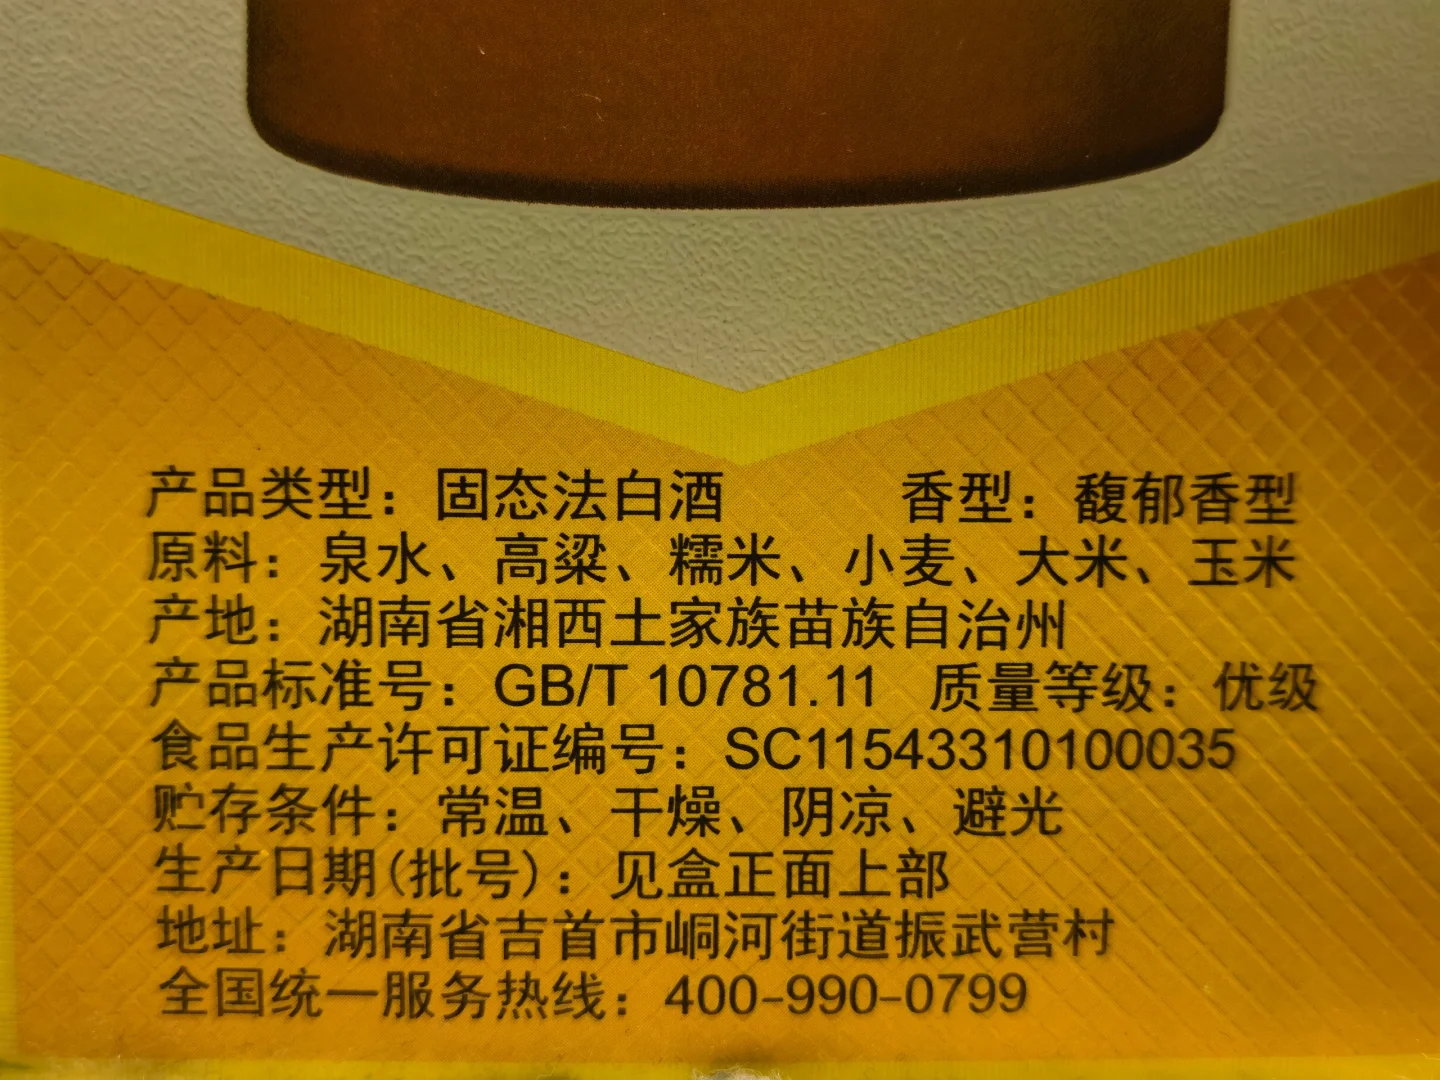 产品类型：固态法白酒 香型：馥郁香型
原料：泉水、高粱、糯米、小麦、大米、玉米
产地：湖南省湘西土家族苗族自治州
产品标准号：GB/T 10781.11 质量等级：优级
食品生产许可证编号：SC11543310100035
贮存条件：常温、干燥、阴凉、避光
生产日期(批号)：见盒正面上部
地址：湖南省吉首市峒河街道振武营村
全国统一服务热线：400-990-0799